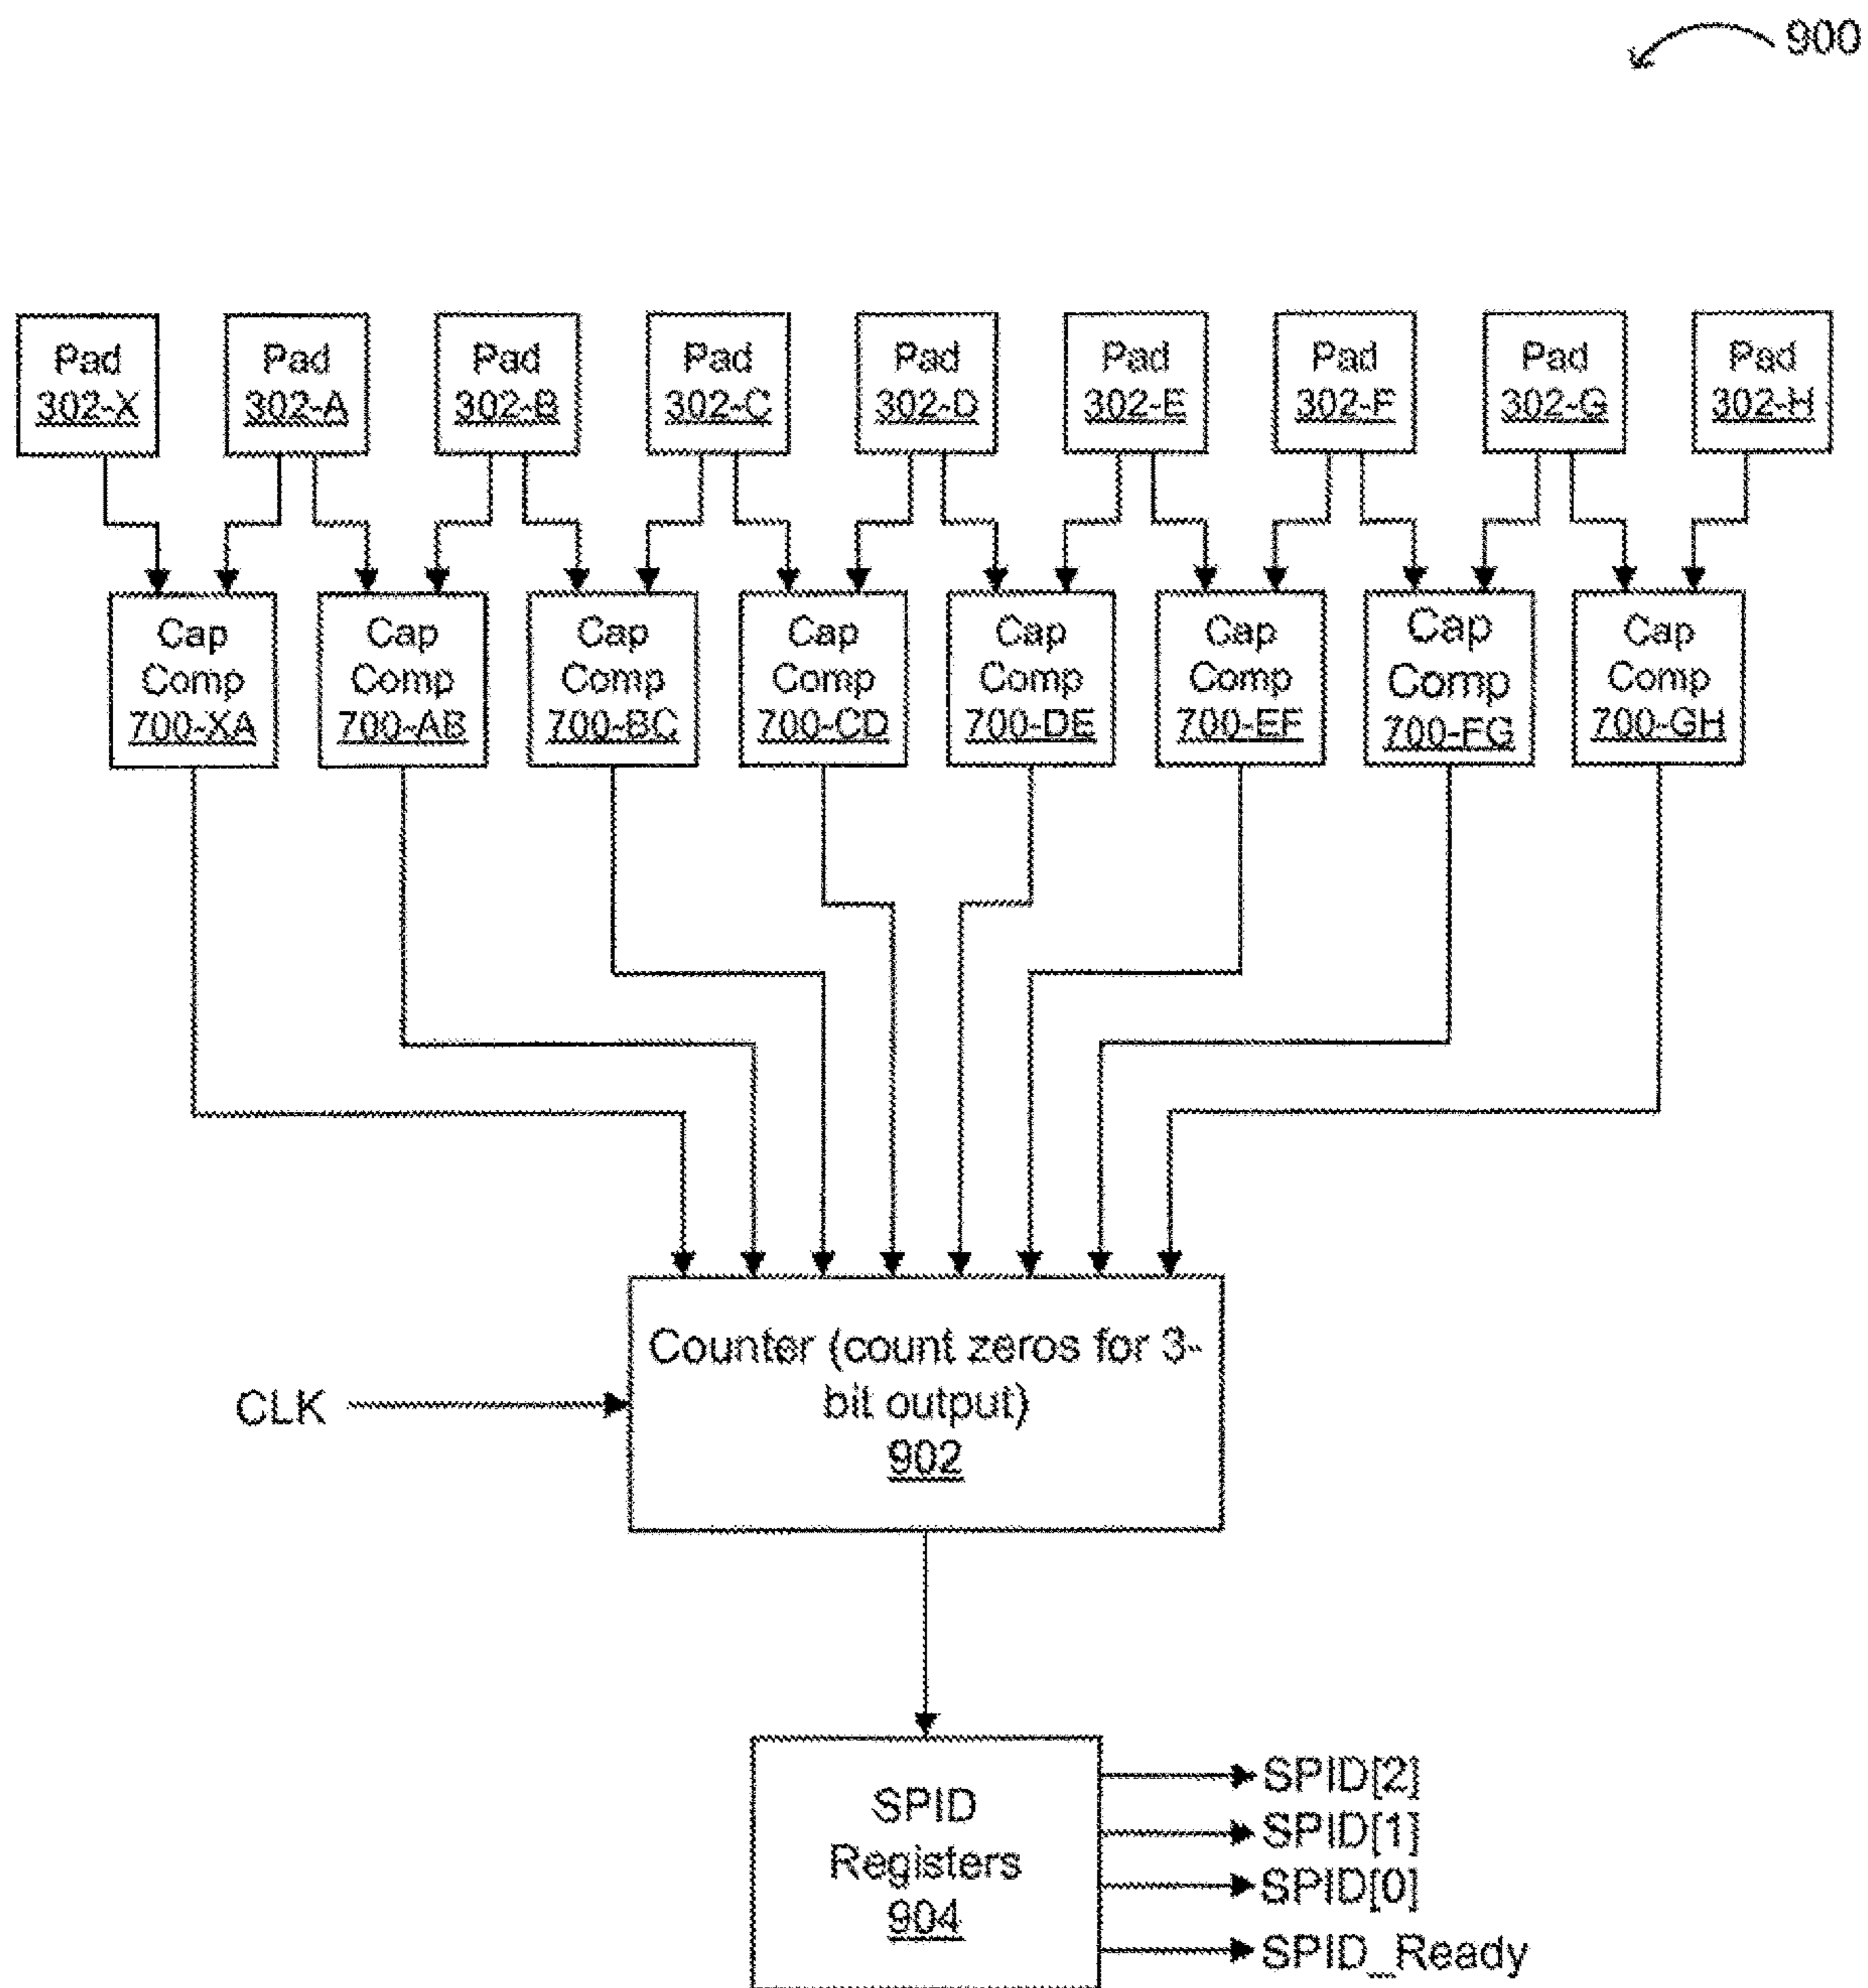 900
Pad
302-X
Pad
302-A
Pad
302-B
Pad
302-C
Pad
302-D
Pad
302-E
Pad
302-F
Pad
302-G
Pad
302-H
Cap
Comp
700-XA
Cap
Comp
700-AB
Cap
Comp
700-BC
Cap
Comp
700-CD
Cap
Comp
700-DE
Cap
Comp
700-EF
Cap
Comp
700-FG
Cap
Comp
700-GH
Counter (count zeros for 3-
bit output)
902
CLK
SPID
Registers
904
SPID[2]
SPID[1]
SPID[0]
SPID_Ready